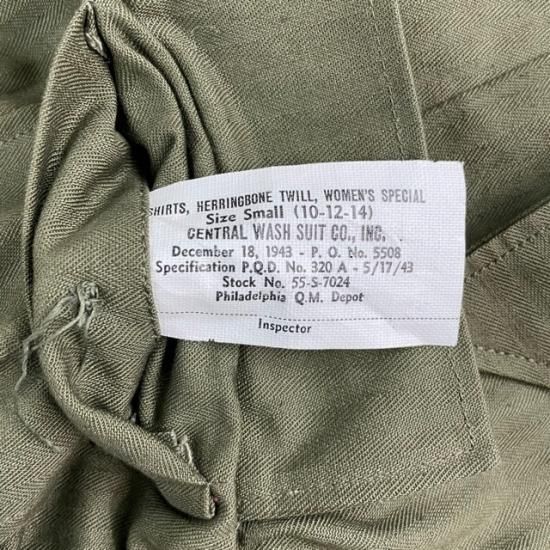 SHIRTS, HERRINGBONE TWILL, WOMEN'S SPECIAL
Size Small (10-12-14)
CENTRAL WASH SUIT CO., INC.
December 18, 1943 - P. O. No. 5508
Specification P.Q.D. No. 320 A - 5/17/43
Stock No. 55-S-7024
Philadelphia Q.M. Depot
Inspector